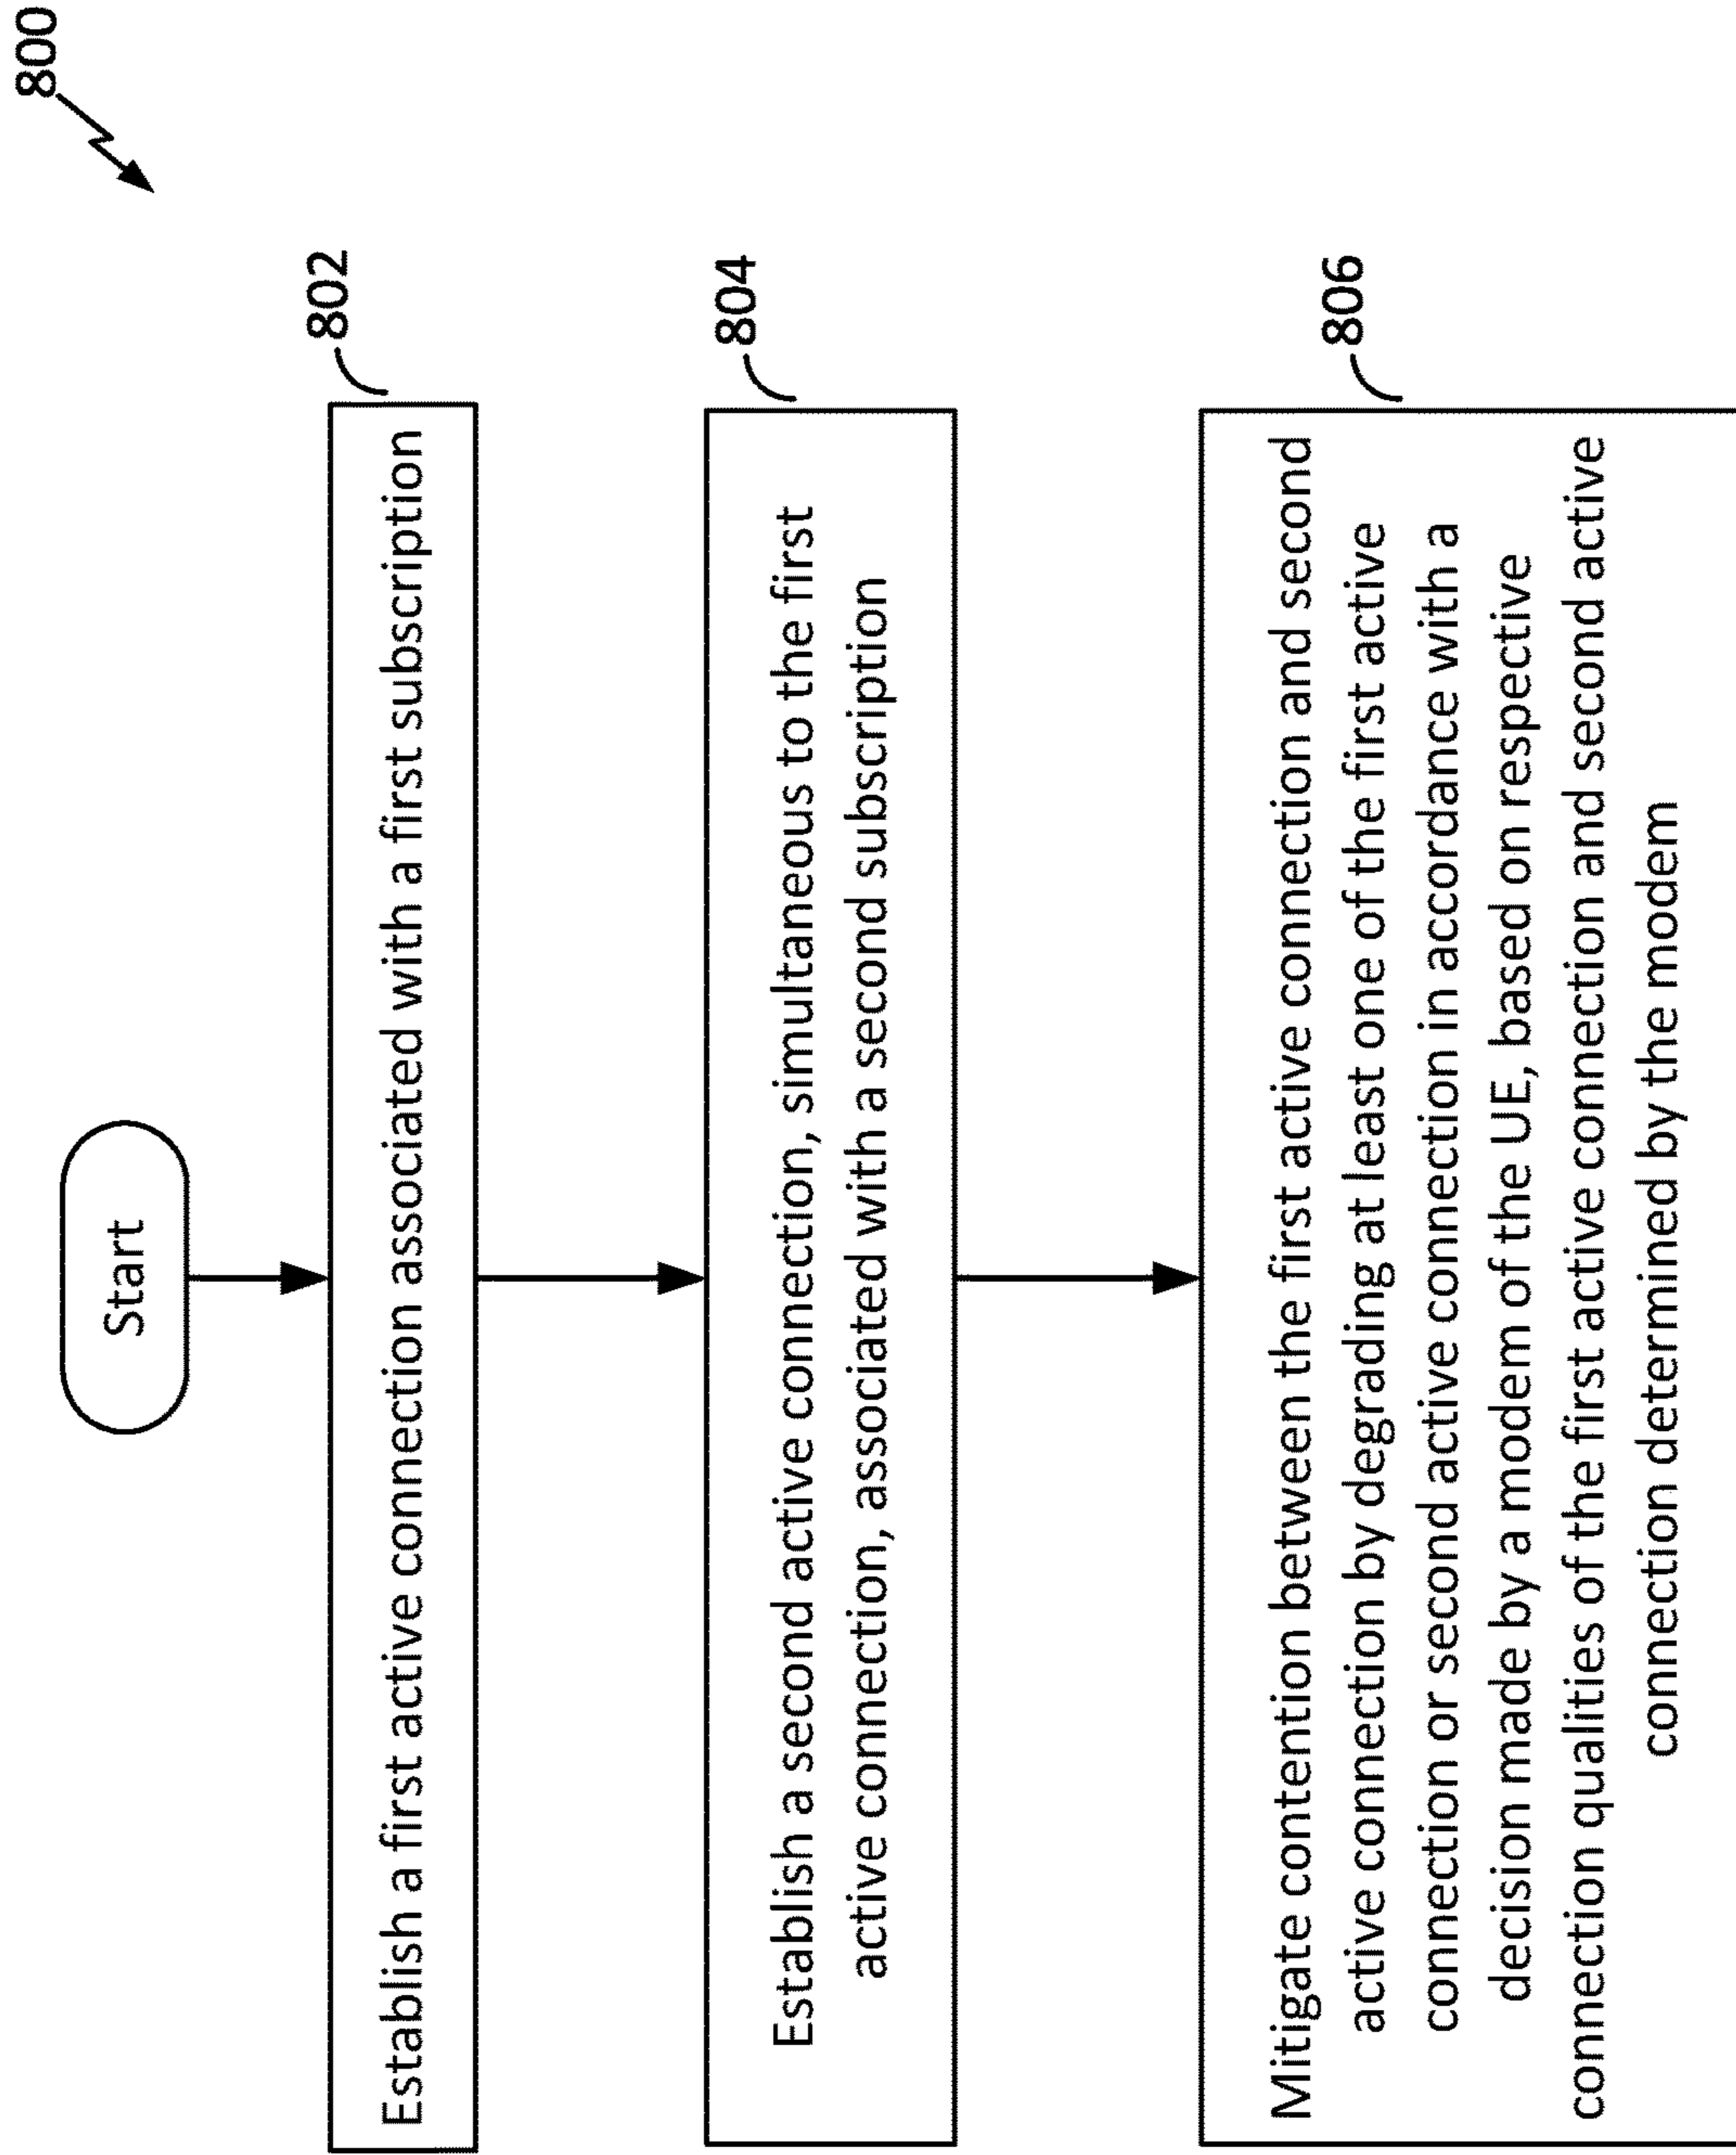 800
Start
802
Establish a first active connection associated with a first subscription
804
Establish a second active connection, simultaneous to the first
active connection, associated with a second subscription
806
Mitigate contention between the first active connection and second
active connection by degrading at least one of the first active
connection or second active connection in accordance with a
decision made by a modem of the UE, based on respective
connection qualities of the first active connection and second active
connection determined by the modem